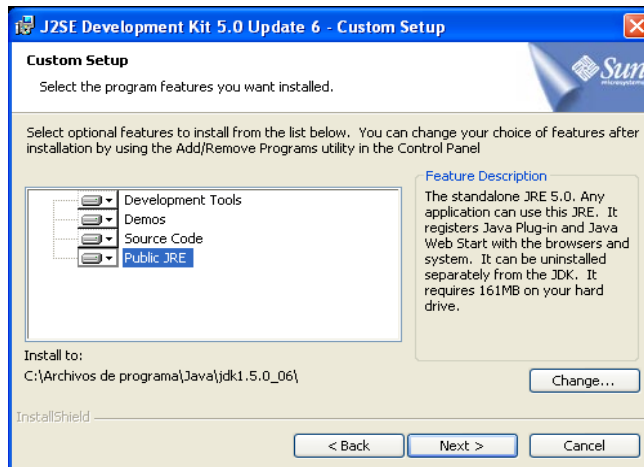 J2SE Development Kit 5.0 Update 6 - Custom Setup
Custom Setup
Select the program features you want installed.
Sun
microsystems
Select optional features to install from the list below.  You can change your choice of features after
installation by using the Add/Remove Programs utility in the Control Panel
Development Tools
Demos
Source Code
Public JRE
Feature Description
The standalone JRE 5.0. Any
application can use this JRE. It
registers Java Plug-in and Java
Web Start with the browsers and
system.  It can be uninstalled
separately from the JDK.  It
requires 161MB on your hard
drive.
Install to:
C:\Archivos de programa\Java\jdk1.5.0_06\
Change...
InstallShield
< Back
Next >
Cancel